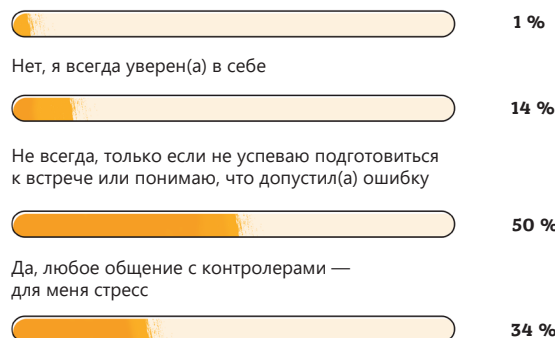 1 %
Нет, я всегда уверен(а) в себе
14 %
Не всегда, только если не успеваю подготовиться
к встрече или понимаю, что допустил(а) ошибку
50 %
Да, любое общение с контролерами —
для меня стресс
34 %